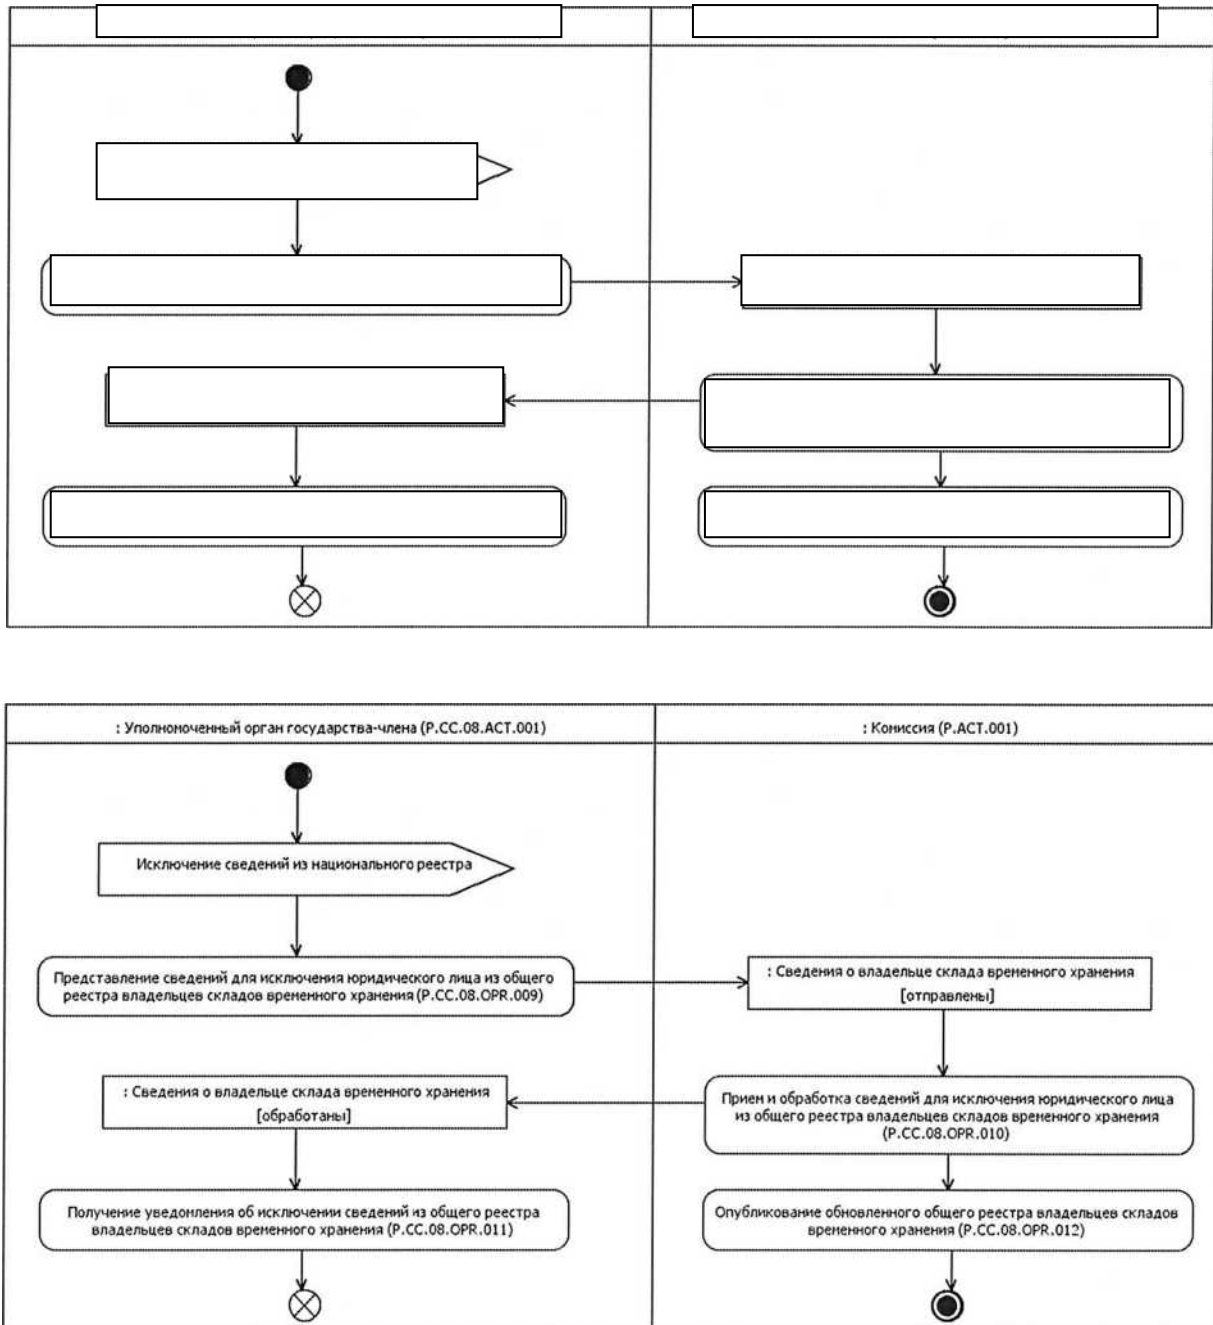 : Уполномоченный орган государства-члена (P.CC.08.ACT.001)
: Комиссия (P.ACT.001)
Исключение сведений из национального реестра
Представление сведений для исключения юридического лица из общего
реестра владельцев складов временного хранения (P.CC.08.OPR.009)
: Сведения о владельце склада временного хранения
[отправлены]
: Сведения о владельце склада временного хранения
[обработаны]
Прием и обработка сведений для исключения юридического лица
из общего реестра владельцев складов временного хранения
(P.CC.08.OPR.010)
Получение уведомления об исключении сведений из общего реестра
владельцев складов временного хранения (P.CC.08.OPR.011)
Опубликование обновленного общего реестра владельцев складов
временного хранения (P.CC.08.OPR.012)